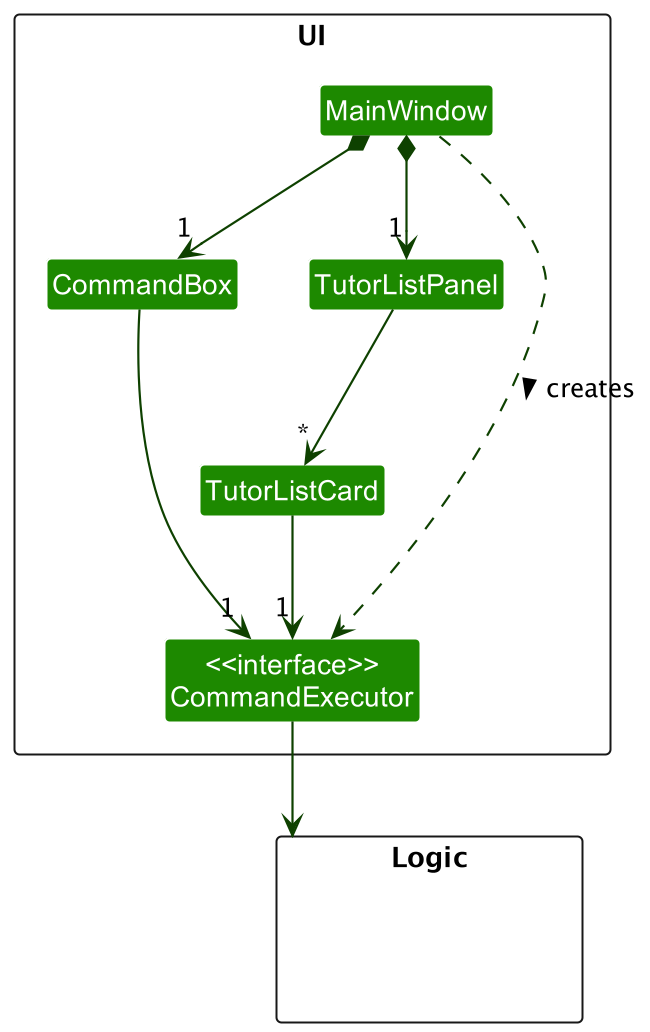 UI
MainWindow
1
1
CommandBox
TutorListPanel
creates
*
TutorListCard
1
1
<<interface>>
CommandExecutor
Logic